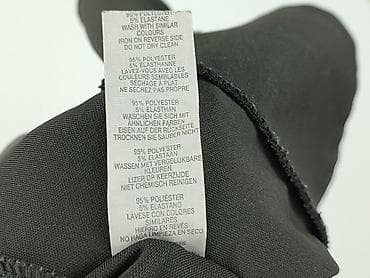 95% POLYESTER
5% ELASTANE
WASH WITH SIMILAR
COLOURS
IRON ON REVERSE SIDE
DO NOT DRY CLEAN
95% POLYESTER
5% ELASTHANNE
LAVEZ-VOUS AVEC LES
COULEURS SEMBLABLES
SÉCHAGE À PLAT
NE SÉCHEZ PAS PROPRE
95% POLYESTER
5% ELASTHAN
WASCHEN SIE SICH MIT
ÄHNLICHEN FARBEN
EISEN AUF DER RÜCKSEITE
TROCKNEN SIE SAUBER NICHT
95% POLYESTER
5% ELASTAAN
WASSEN MET VERGELIJKBARE
KLEUREN
IJZER OP KEERZIJDE
NIET CHEMISCH REINIGEN
95% POLIÉSTER
5% ELASTANO
LÁVESE CON COLORES
SIMILARES
HIERRO EN REVÉS
NO HAGA LIMPIEZA EN SECO